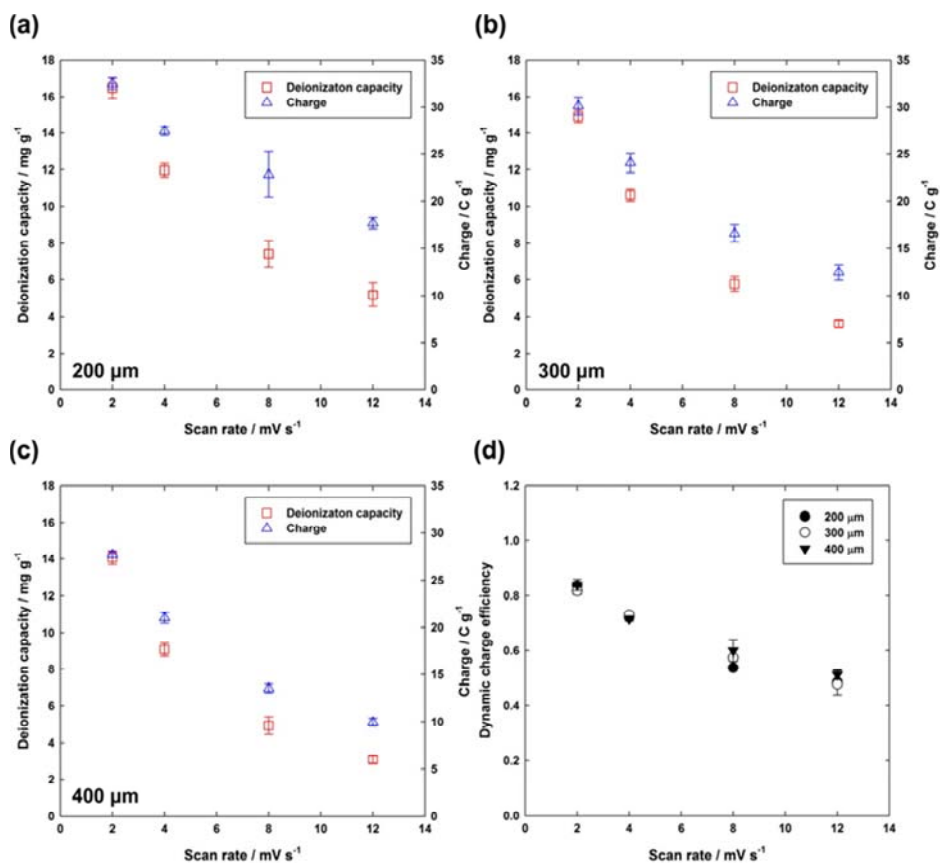 (a)
18
16
14
12
10
8
6
4
2
0
Deionization capacity / mg g-1
35
30
25
20
15
10
5
0
Charge / C g-1
Deionizaton capacity
Charge
200 µm
0 2 4 6 8 10 12 14
Scan rate / mV s-1
(b)
18
16
14
12
10
8
6
4
2
0
Deionization capacity / mg g-1
35
30
25
20
15
10
5
0
Charge / C g-1
Deionizaton capacity
Charge
300 µm
0 2 4 6 8 10 12 14
Scan rate / mV s-1
(c)
18
16
14
12
10
8
6
4
2
0
Deionization capacity / mg g-1
35
30
25
20
15
10
5
0
Charge / C g-1
Deionizaton capacity
Charge
400 µm
0 2 4 6 8 10 12 14
Scan rate / mV s-1
(d)
1.2
1.0
0.8
0.6
0.4
0.2
0.0
Dynamic charge efficiency
200 µm
300 µm
400 µm
0 2 4 6 8 10 12 14
Scan rate / mV s-1